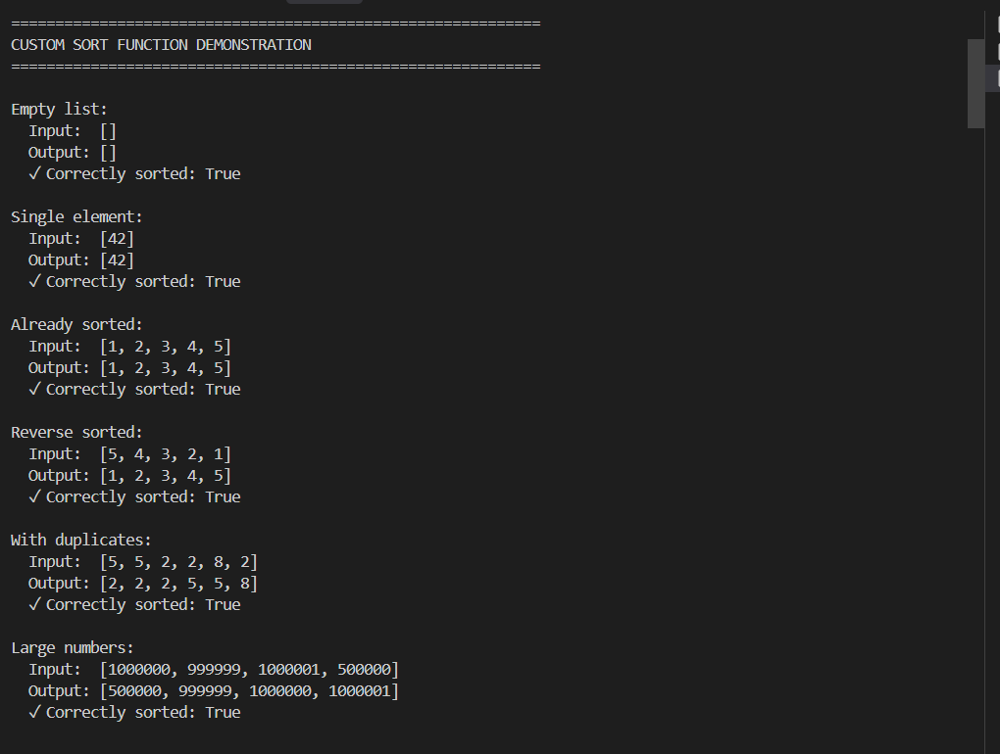 ============================================================
CUSTOM SORT FUNCTION DEMONSTRATION
============================================================
Empty list:
  Input:  []
  Output: []
  ✓ Correctly sorted: True
Single element:
  Input:  [42]
  Output: [42]
  ✓ Correctly sorted: True
Already sorted:
  Input:  [1, 2, 3, 4, 5]
  Output: [1, 2, 3, 4, 5]
  ✓ Correctly sorted: True
Reverse sorted:
  Input:  [5, 4, 3, 2, 1]
  Output: [1, 2, 3, 4, 5]
  ✓ Correctly sorted: True
With duplicates:
  Input:  [5, 5, 2, 2, 8, 2]
  Output: [2, 2, 2, 5, 5, 8]
  ✓ Correctly sorted: True
Large numbers:
  Input:  [1000000, 999999, 1000001, 500000]
  Output: [500000, 999999, 1000000, 1000001]
  ✓ Correctly sorted: True